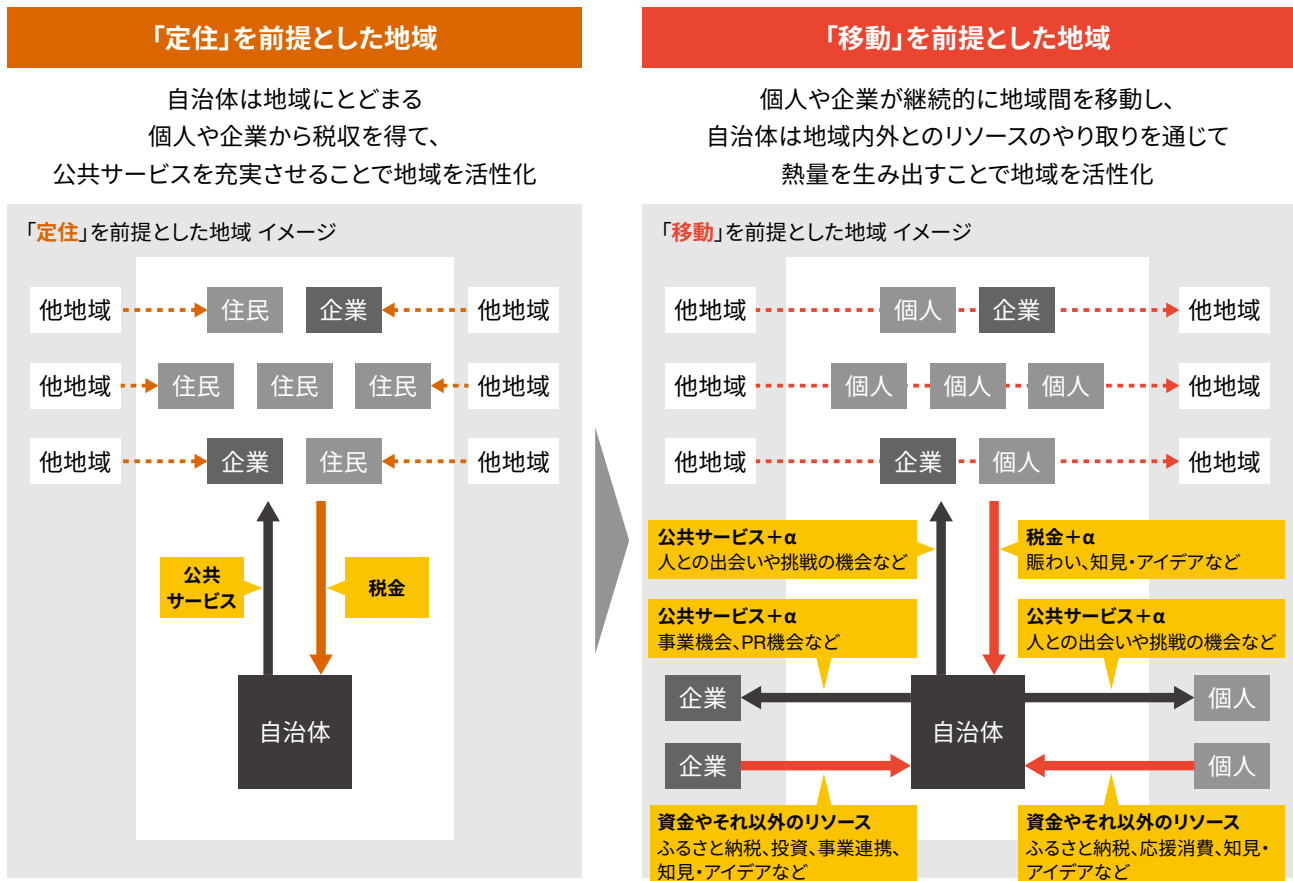 「定住」を前提とした地域
自治体は地域にとどまる
個人や企業から税収を得て、
公共サービスを充実させることで地域を活性化
「定住」を前提とした地域 イメージ
他地域
住民
企業
他地域
他地域
住民
住民
住民
他地域
他地域
企業
住民
他地域
公共
サービス
税金
自治体
「移動」を前提とした地域
個人や企業が継続的に地域間を移動し、
自治体は地域内外とのリソースのやり取りを通じて
熱量を生み出すことで地域を活性化
「移動」を前提とした地域 イメージ
他地域
個人
企業
他地域
他地域
個人
個人
個人
他地域
他地域
企業
個人
他地域
公共サービス+α
人との出会いや挑戦の機会など
税金+α
賑わい、知見・アイデアなど
公共サービス+α
事業機会、PR機会など
公共サービス+α
人との出会いや挑戦の機会など
企業
自治体
個人
企業
個人
資金やそれ以外のリソース
ふるさと納税、投資、事業連携、
知見・アイデアなど
資金やそれ以外のリソース
ふるさと納税、応援消費、知見・
アイデアなど